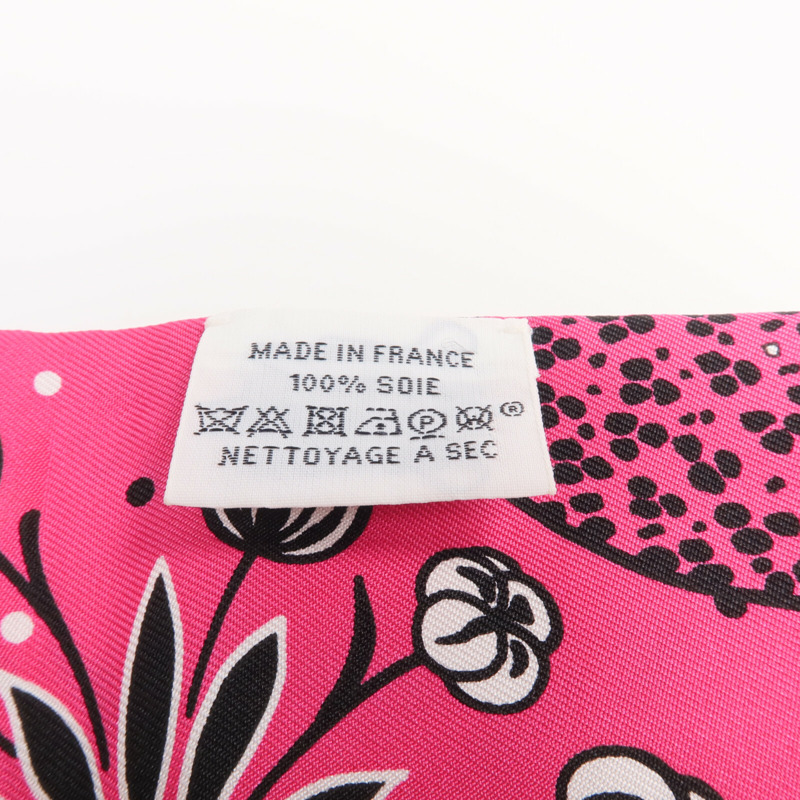 MADE IN FRANCE
100% SOIE
P ®
NETTOYAGE À SEC